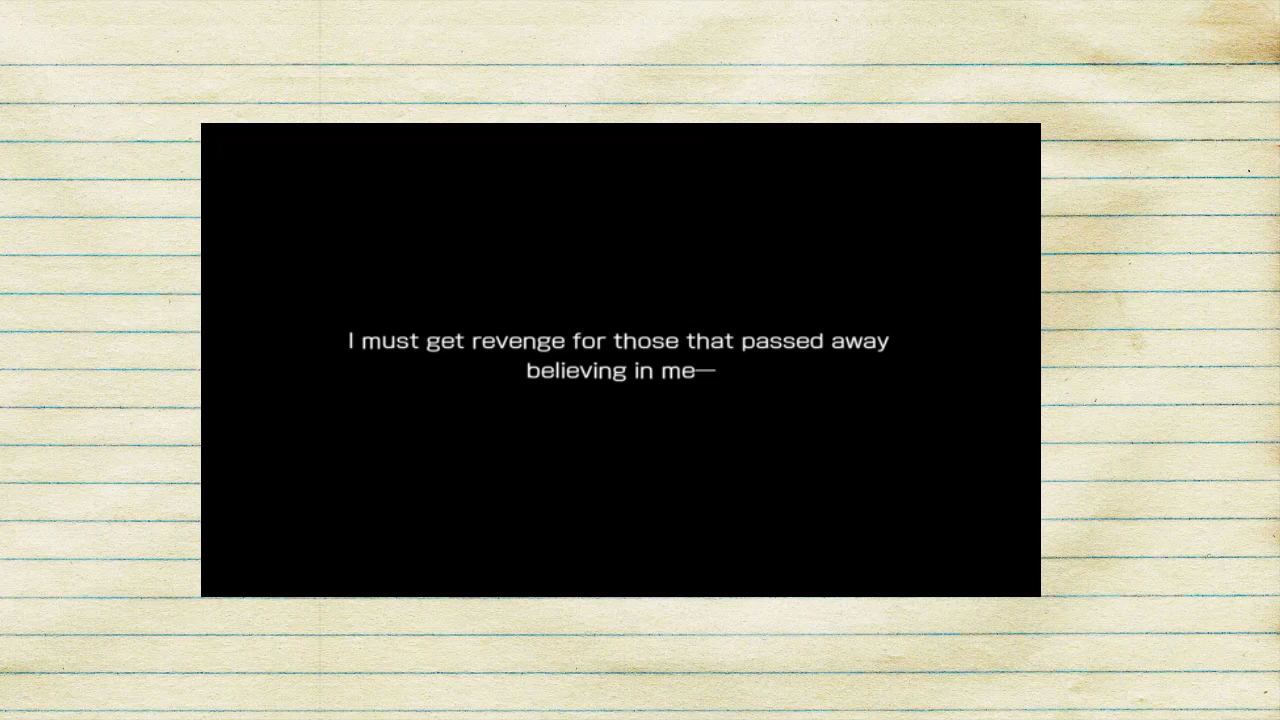 I must get revenge for those that passed away
believing in me—